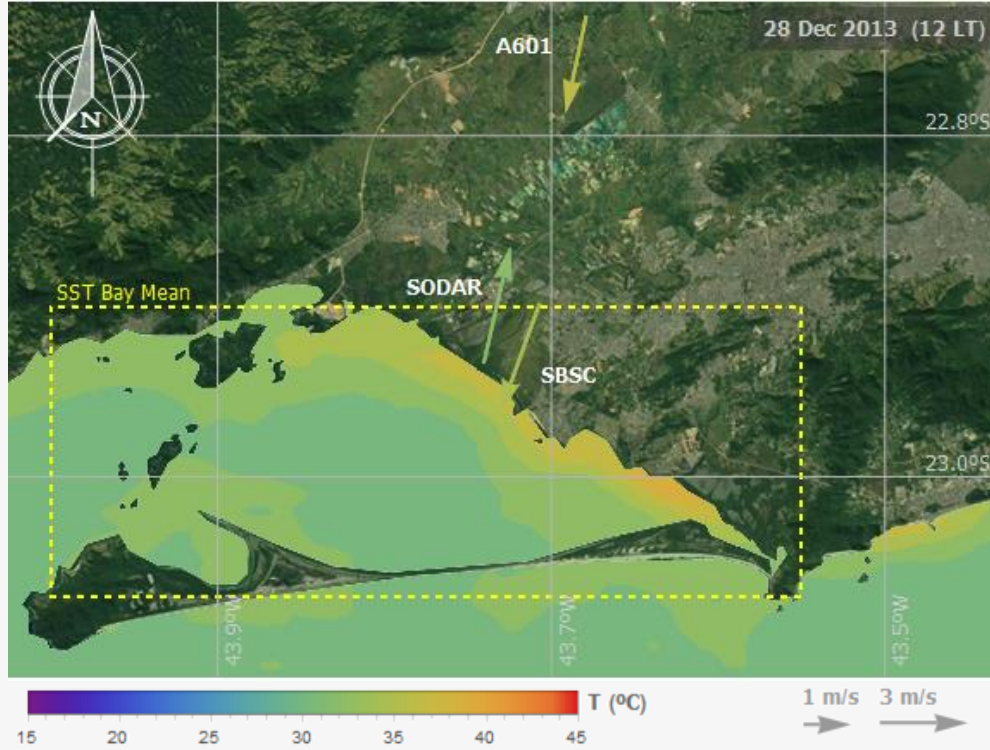 28 Dec 2013 (12 LT)
A601
N
22.8ºS
SST Bay Mean
SODAR
SBSC
23.0ºS
43.9ºW
43.7ºW
43.5ºW
T (ºC)
15 20 25 30 35 40 45
1 m/s 3 m/s